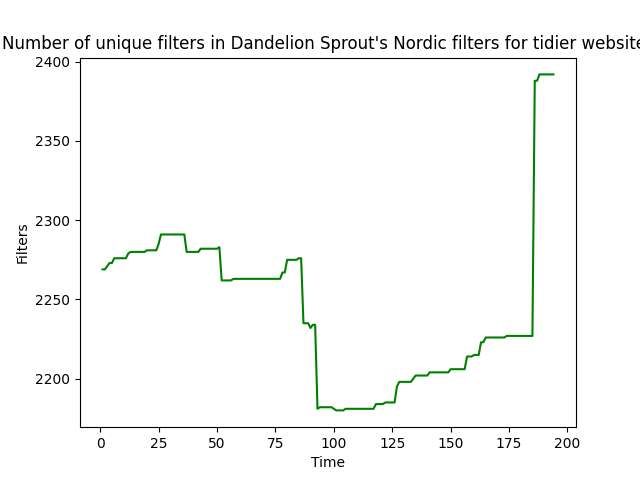 Number of unique filters in Dandelion Sprout's Nordic filters for tidier website
2400
2350
2300
2250
2200
Filters
0 25 50 75 100 125 150 175 200
Time